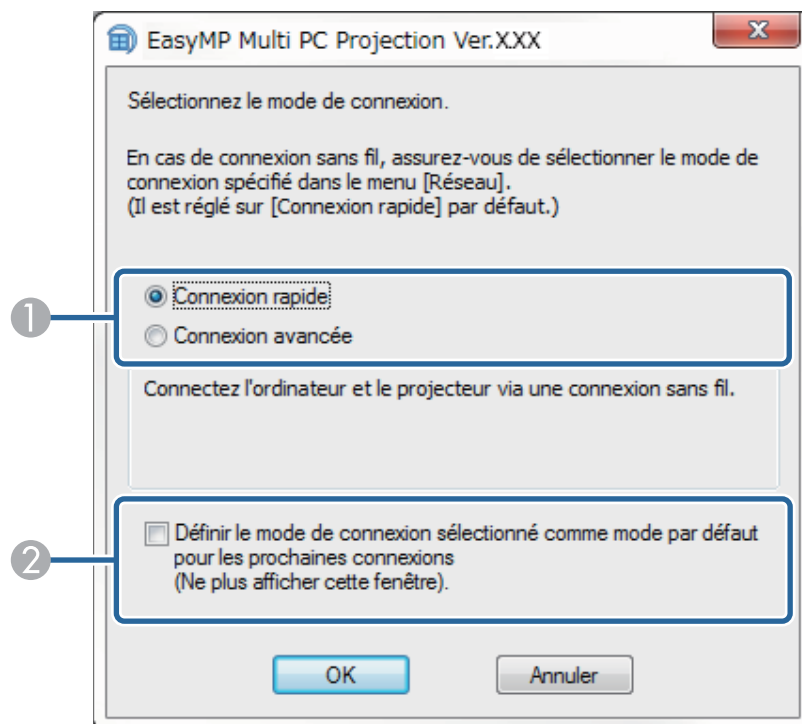 EasyMP Multi PC Projection Ver.X.XX
Sélectionnez le mode de connexion.
En cas de connexion sans fil, assurez-vous de sélectionner le mode de
connexion spécifié dans le menu [Réseau].
(Il est réglé sur [Connexion rapide] par défaut.)
1
Connexion rapide
Connexion avancée
Connectez l'ordinateur et le projecteur via une connexion sans fil.
2
Définir le mode de connexion sélectionné comme mode par défaut
pour les prochaines connexions
(Ne plus afficher cette fenêtre).
OK
Annuler